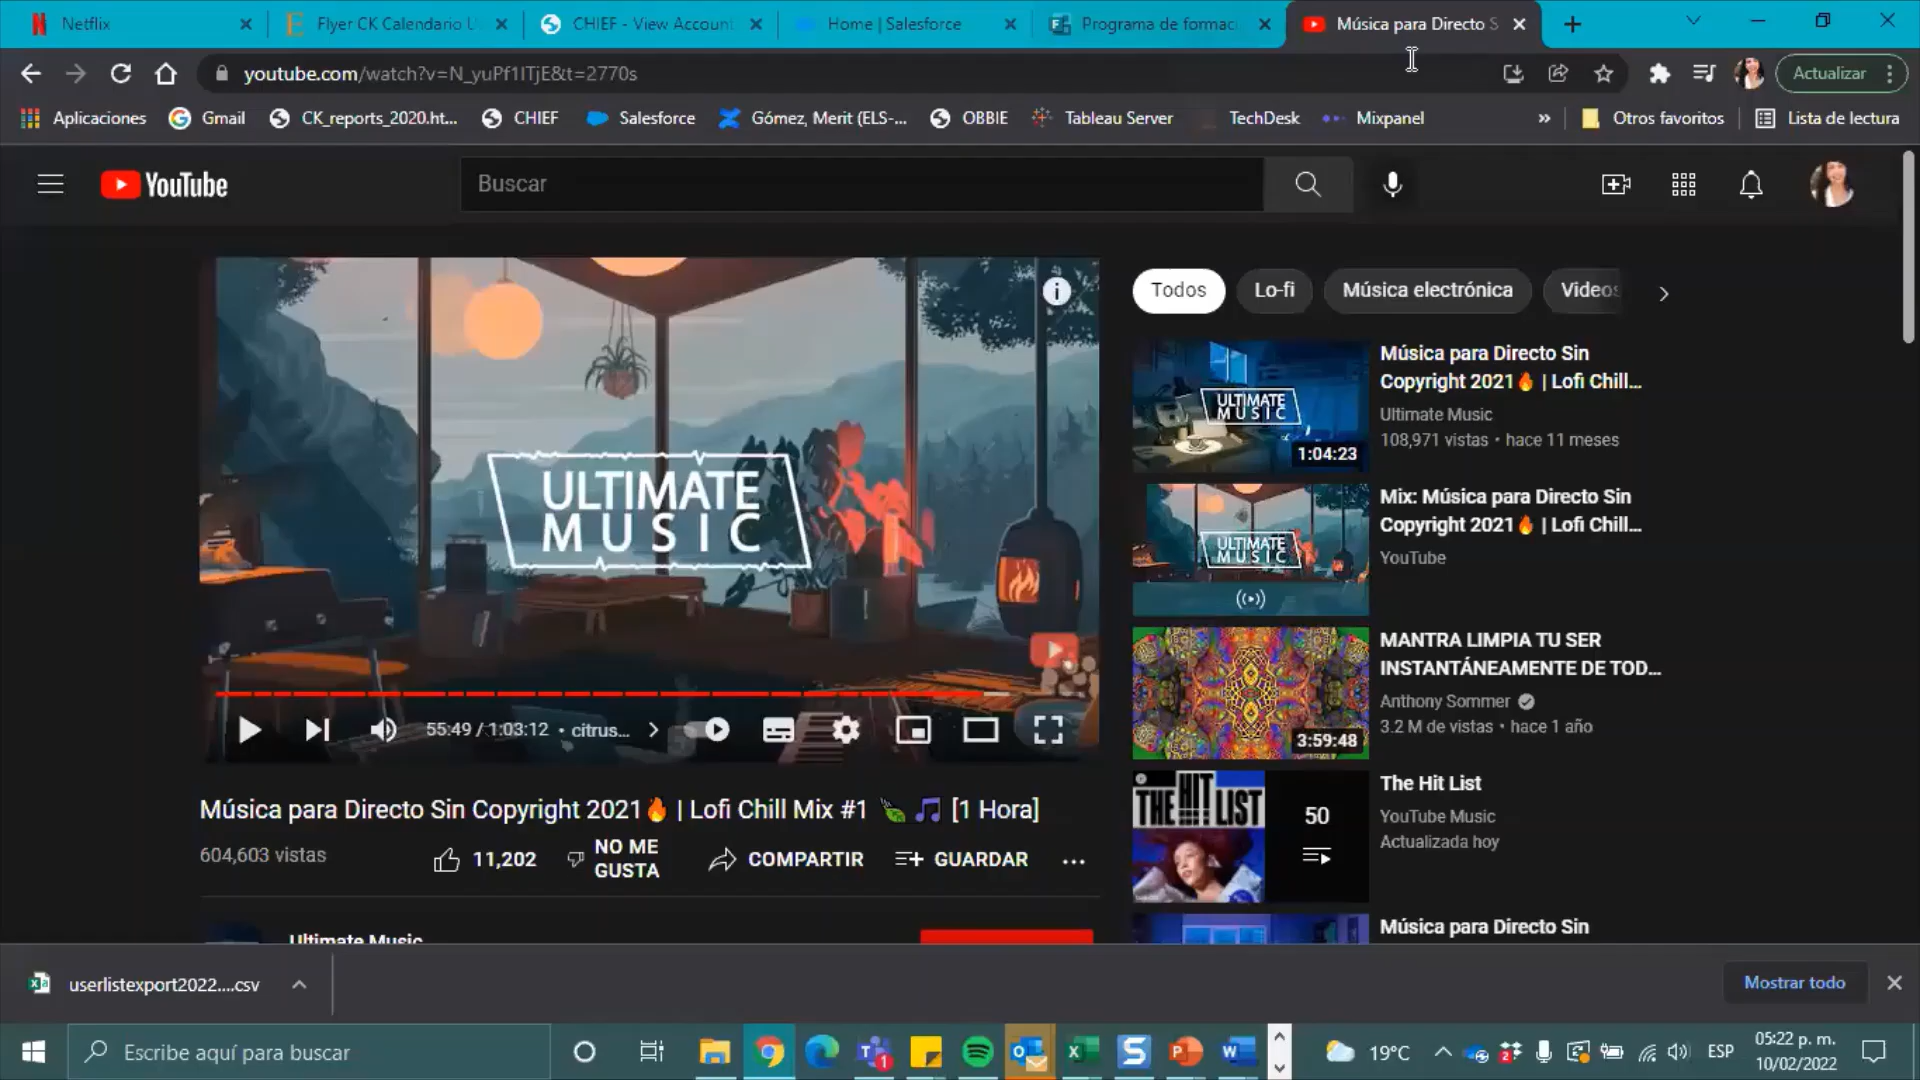 Netflix
Flyer CK Calendario U
CHIEF - View Account
Home | Salesforce
Programa de formac
Música para Directo S
youtube.com/watch?v=N_yuPf1ITjE&t=2770s
Actualizar
Aplicaciones
Gmail
CK_reports_2020.ht...
CHIEF
Salesforce
Gómez, Merit (ELS-...
OBBIE
Tableau Server
TechDesk
Mixpanel
»
Otros favoritos
Lista de lectura
YouTube
Buscar
ULTIMATE
MUSIC
55:49 / 1:03:12 • citrus...
Música para Directo Sin Copyright 2021🔥 | Lofi Chill Mix #1 🍃 🎵 [1 Hora]
604,603 vistas
11,202
NO ME
GUSTA
COMPARTIR
GUARDAR
Ultimate Music
Todos
Lo-fi
Música electrónica
Videos
ULTIMATE
MUSIC
1:04:23
Música para Directo Sin
Copyright 2021🔥 | Lofi Chill...
Ultimate Music
108,971 vistas • hace 11 meses
ULTIMATE
MUSIC
Mix: Música para Directo Sin
Copyright 2021🔥 | Lofi Chill...
YouTube
3:59:48
MANTRA LIMPIA TU SER
INSTANTÁNEAMENTE DE TOD...
Anthony Sommer
3.2 M de vistas • hace 1 año
THE HIT LIST
50
The Hit List
YouTube Music
Actualizada hoy
Música para Directo Sin
userlistexport2022....csv
Mostrar todo
Escribe aquí para buscar
1
19°C
2
ESP
05:22 p. m.
10/02/2022